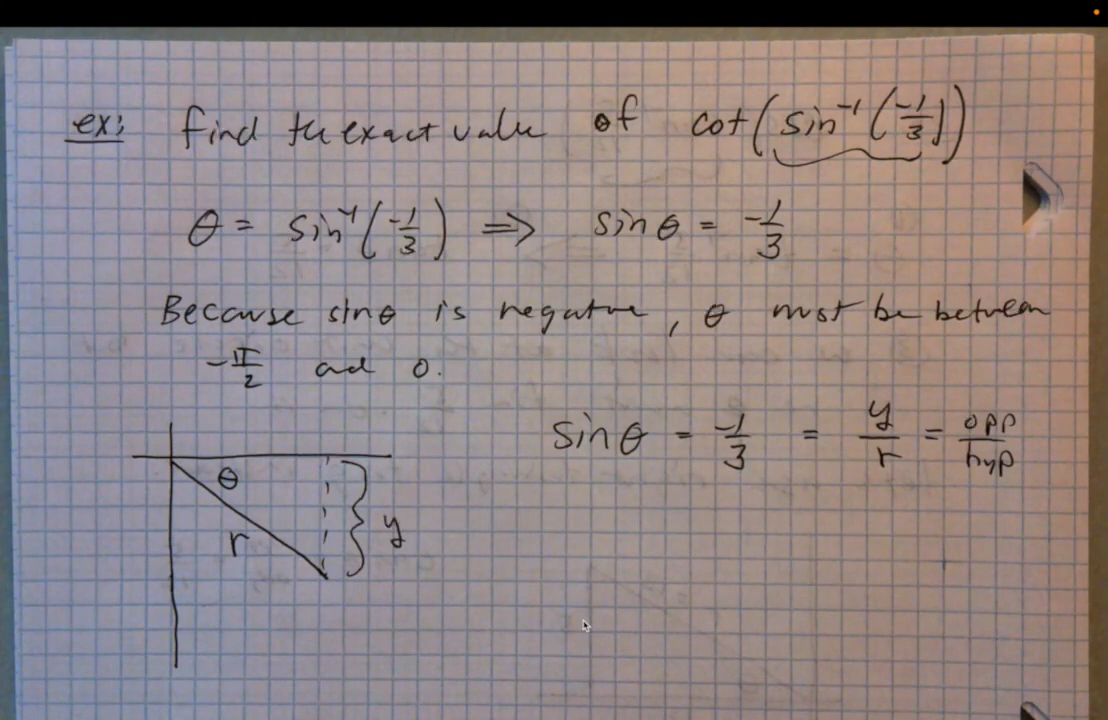 ex: find the exact value of cot(sin⁻¹(-1/3))
θ = sin⁻¹(-1/3) ⟹ sin θ = -1/3
Because sinθ is negative, θ must be between
-π/2 and 0.
sin θ = -1/3 = y/r = opp/hyp
θ
r
y